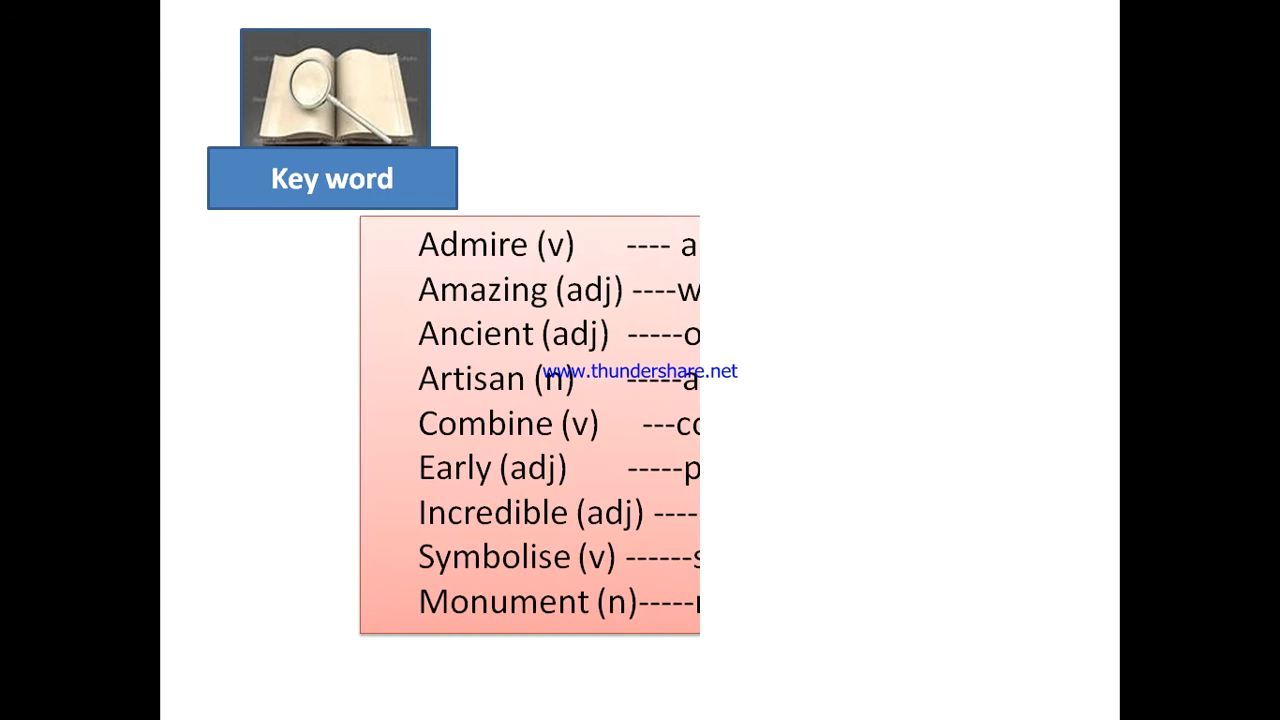 Key word
Admire (v) ---- a
Amazing (adj) ----w
Ancient (adj) -----o
www.thundershare.net
Artisan (n) -----a
Combine (v) ---co
Early (adj) -----p
Incredible (adj) ----
Symbolise (v) ------s
Monument (n)-----